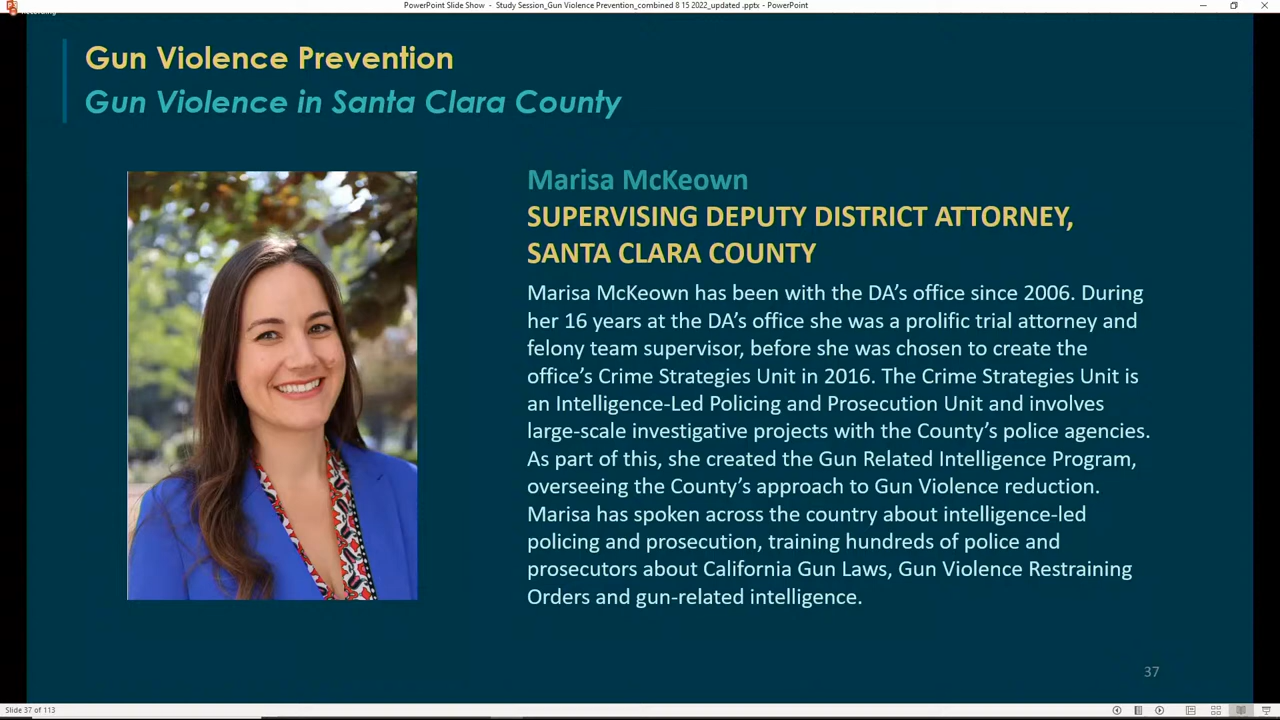 PowerPoint Slide Show - Study Session_Gun Violence Prevention_combined 8 15 2022_updated .pptx - PowerPoint
Recording
Gun Violence Prevention
Gun Violence in Santa Clara County
Marisa McKeown
SUPERVISING DEPUTY DISTRICT ATTORNEY,
SANTA CLARA COUNTY
Marisa McKeown has been with the DA’s office since 2006. During
her 16 years at the DA’s office she was a prolific trial attorney and
felony team supervisor, before she was chosen to create the
office’s Crime Strategies Unit in 2016. The Crime Strategies Unit is
an Intelligence-Led Policing and Prosecution Unit and involves
large-scale investigative projects with the County’s police agencies.
As part of this, she created the Gun Related Intelligence Program,
overseeing the County’s approach to Gun Violence reduction.
Marisa has spoken across the country about intelligence-led
policing and prosecution, training hundreds of police and
prosecutors about California Gun Laws, Gun Violence Restraining
Orders and gun-related intelligence.
37
Slide 37 of 113